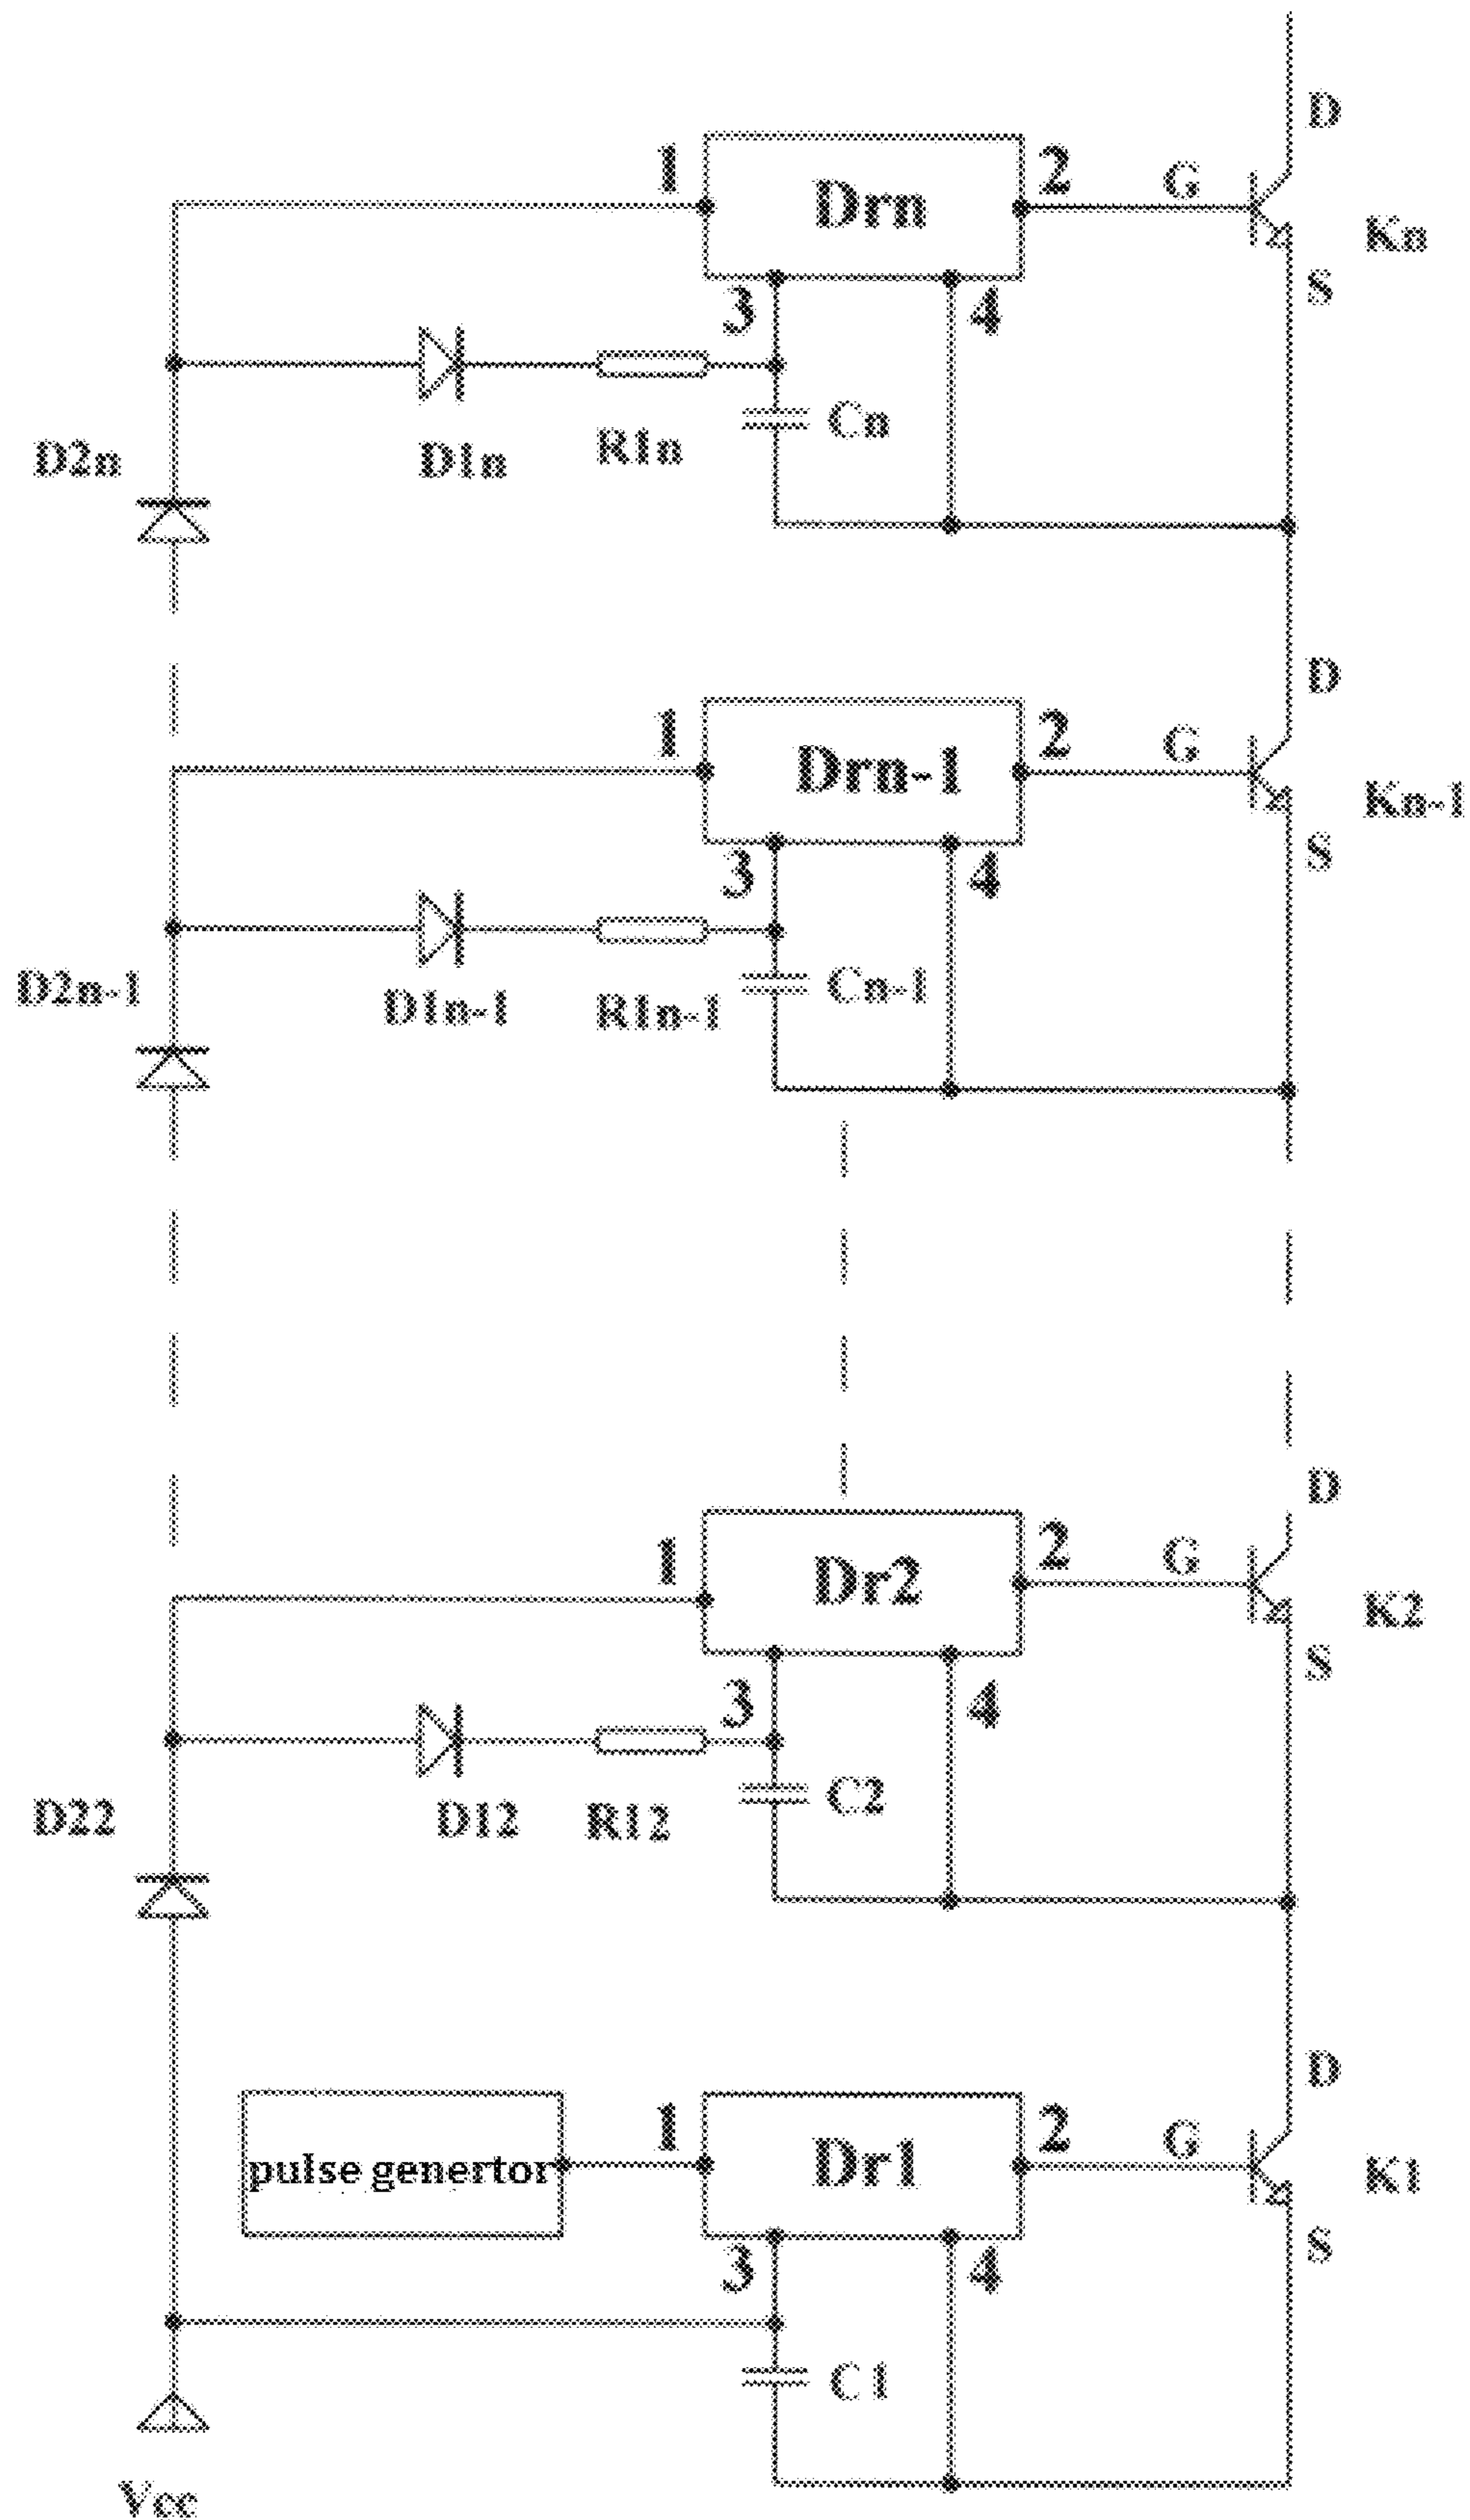 D
1
Drn
2
G
Kn
S
3
4
Cn
D2n
D1n
R1n
D
1
Drn-1
2
G
Kn-1
S
3
4
Cn-1
D2n-1
D1n-1
R1n-1
D
1
Dr2
2
G
K2
S
3
4
C2
D22
D12
R12
D
1
pulse genertor
Dr1
2
G
K1
S
3
4
C1
Vcc